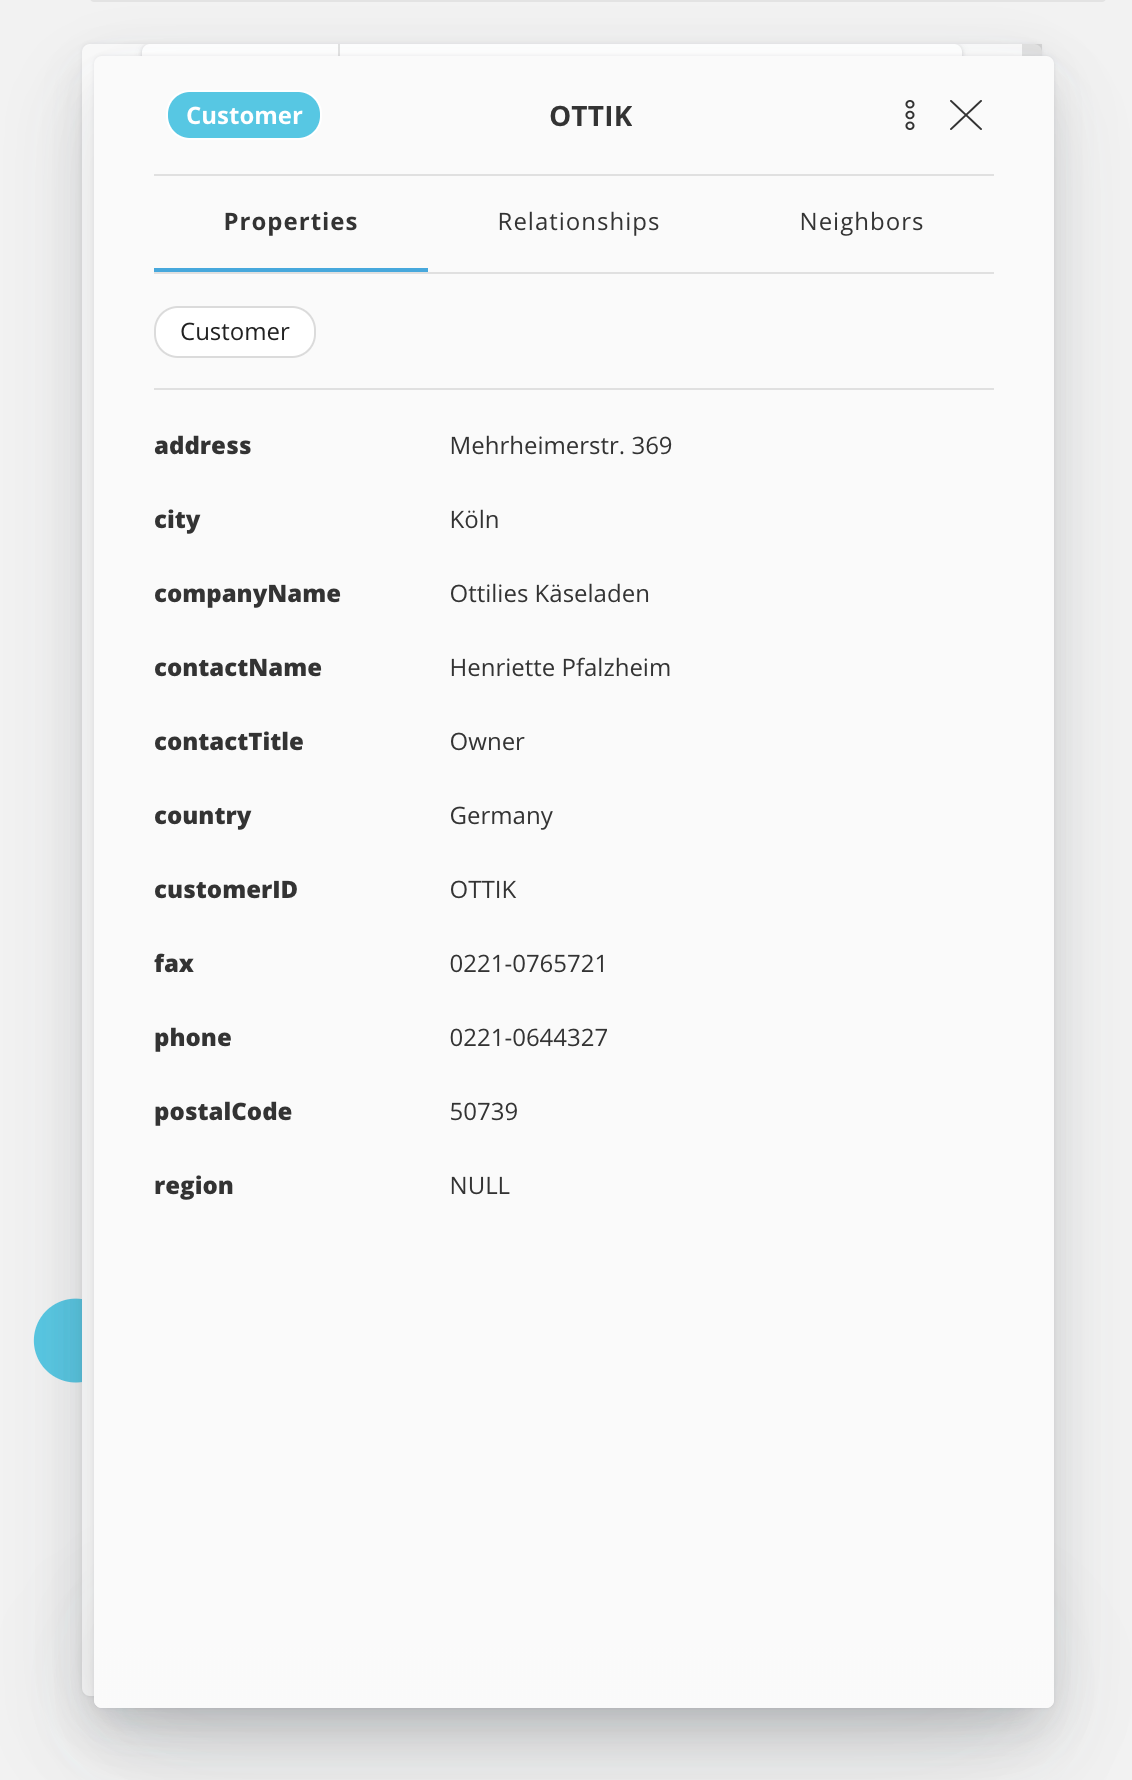 Customer OTTIK
Properties Relationships Neighbors
Customer
address Mehrheimerstr. 369
city Köln
companyName Ottilies Käseladen
contactName Henriette Pfalzheim
contactTitle Owner
country Germany
customerID OTTIK
fax 0221-0765721
phone 0221-0644327
postalCode 50739
region NULL